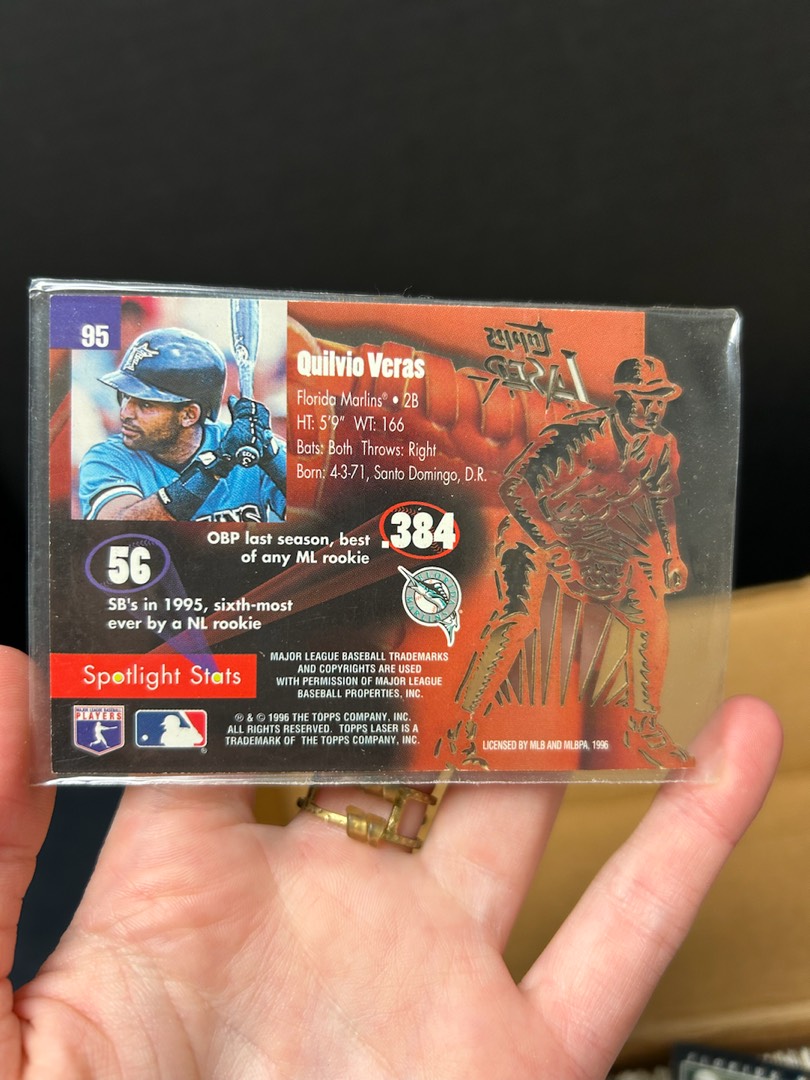 95
Quilvio Veras
Florida Marlins® • 2B
HT: 5'9" WT: 166
Bats: Both Throws: Right
Born: 4-3-71, Santo Domingo, D.R.
.384
OBP last season, best
of any ML rookie
56
SB's in 1995, sixth-most
ever by a NL rookie
Spotlight Stats
MAJOR LEAGUE BASEBALL TRADEMARKS
AND COPYRIGHTS ARE USED
WITH PERMISSION OF MAJOR LEAGUE
BASEBALL PROPERTIES, INC.
MAJOR LEAGUE BASEBALL
PLAYERS
® & © 1996 THE TOPPS COMPANY, INC.
ALL RIGHTS RESERVED. TOPPS LASER IS A
TRADEMARK OF THE TOPPS COMPANY, INC.
LICENSED BY MLB AND MLBPA, 1996
Topps
LASER